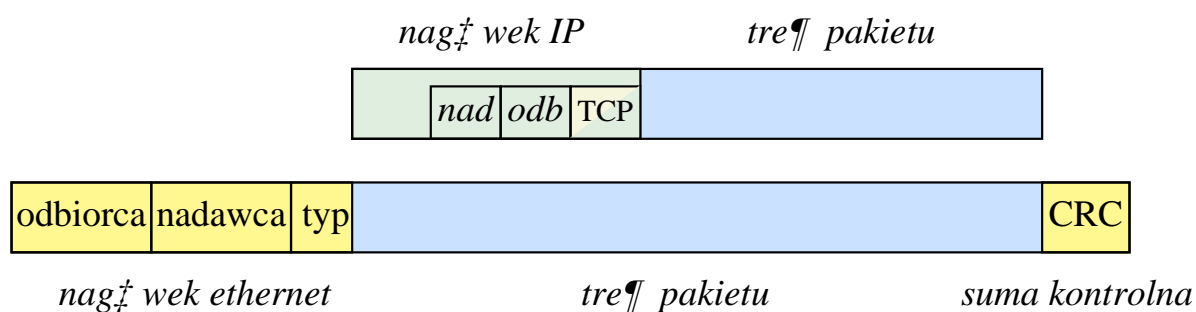 nag‡ wek IP tre¶ pakietu
nad odb TCP
odbiorca nadawca typ CRC
nag‡ wek ethernet tre¶ pakietu suma kontrolna